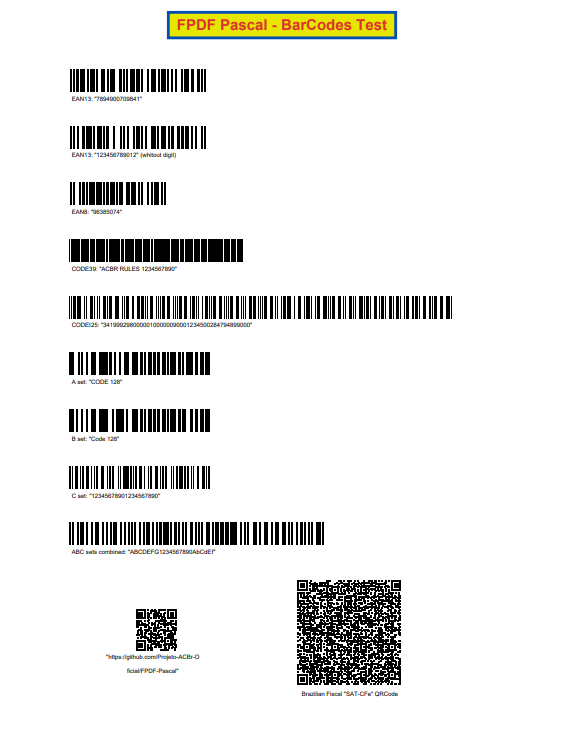 FPDF Pascal - BarCodes Test
EAN13: "7894900709841"
EAN13: "123456789012" (whitout digit)
EAN8: "96385074"
CODE39: "ACBR RULES 1234567890"
CODEI25: "34199929800000100000090001234500284794899000"
A set: "CODE 128"
B set: "Code 128"
C set: "12345678901234567890"
ABC sets combined: "ABCDEFG1234567890AbCdEf"
"https://github.com/Projeto-ACBr-O
ficial/FPDF-Pascal"
Brazilian Fiscal "SAT-CFe" QRCode